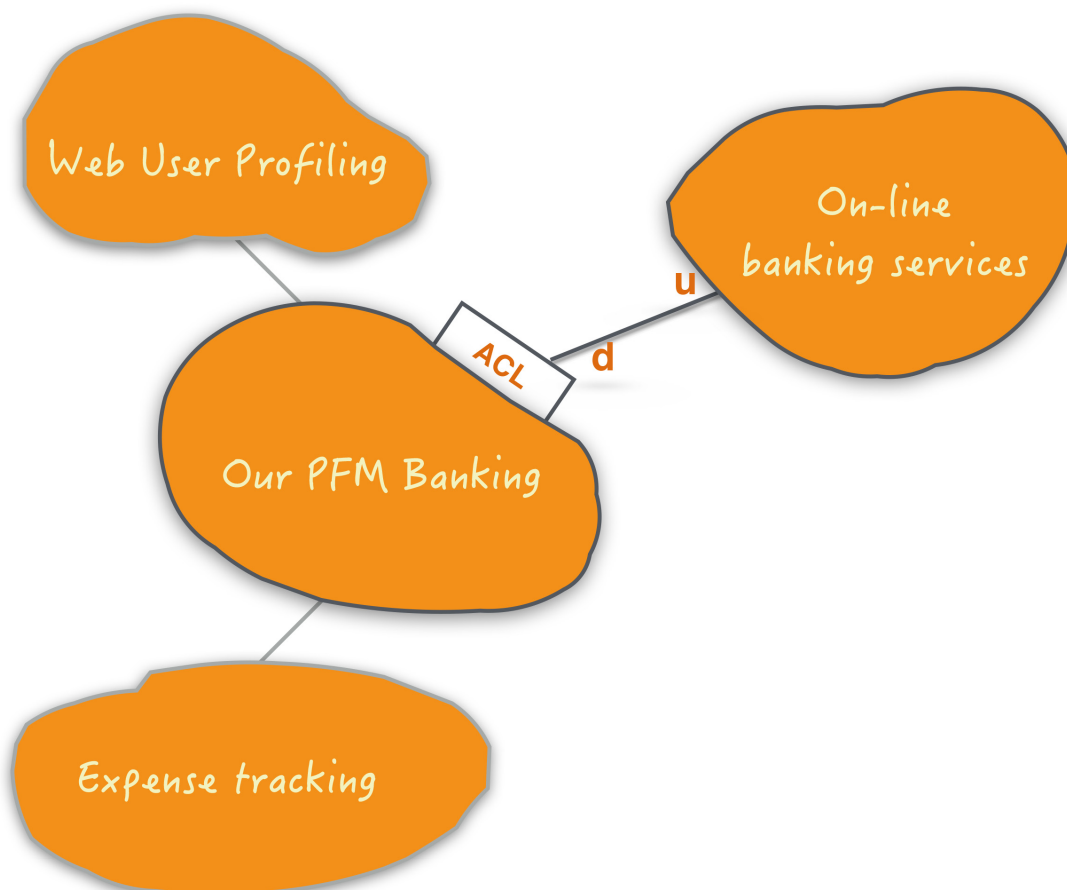 Web User Profiling
On-line
banking services
u
ACL
d
Our PFM Banking
Expense tracking